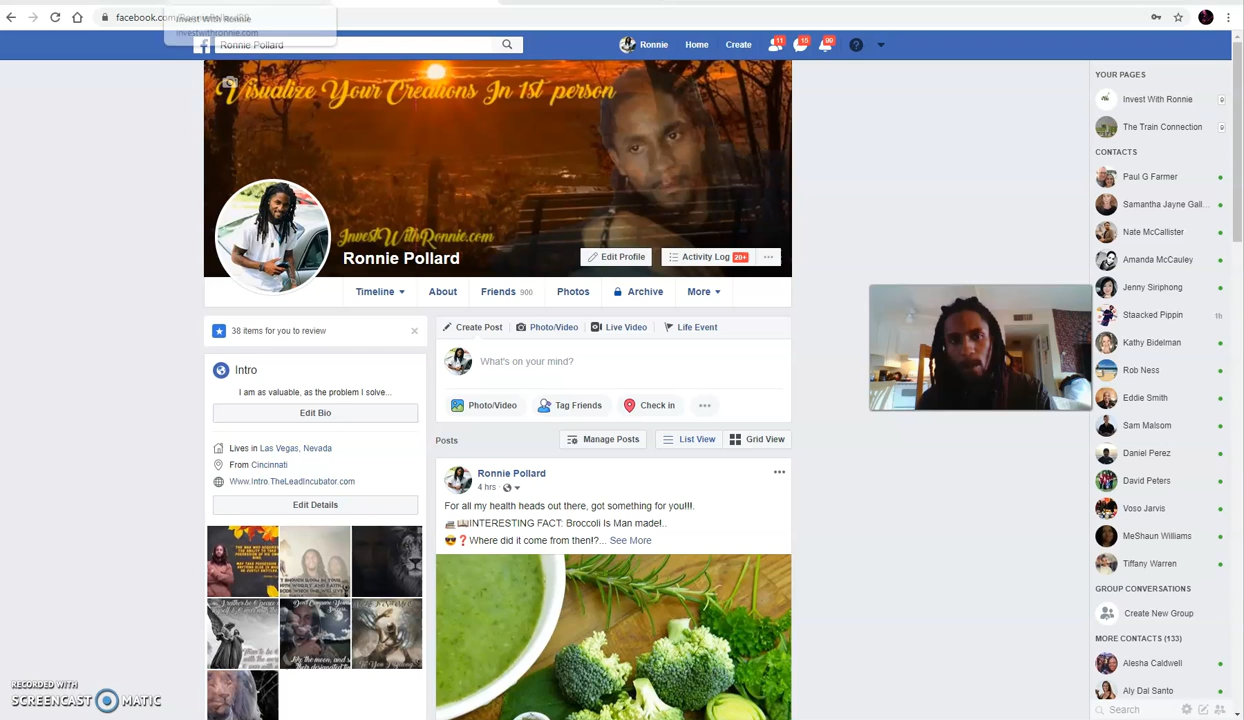 facebook.com/
Invest With Ronnie
investwithronnie.com
Ronnie Pollard
Ronnie
Home
Create
11
15
99
Visualize Your Creations In 1st person
InvestWithRonnie.com
Ronnie Pollard
Edit Profile
Activity Log 20+
Timeline
About
Friends 900
Photos
Archive
More
38 items for you to review
Intro
I am as valuable, as the problem I solve...
Edit Bio
Lives in Las Vegas, Nevada
From Cincinnati
Www.Intro.TheLeadIncubator.com
Edit Details
Create Post
Photo/Video
Live Video
Life Event
What's on your mind?
Photo/Video
Tag Friends
Check in
Posts
Manage Posts
List View
Grid View
Ronnie Pollard
4 hrs
For all my health heads out there, got something for you!!!.
INTERESTING FACT: Broccoli Is Man made!..
Where did it come from then!?... See More
YOUR PAGES
Invest With Ronnie 9
The Train Connection 9
CONTACTS
Paul G Farmer
Samantha Jayne Gall...
Nate McCallister
Amanda McCauley
Jenny Siriphong
Staacked Pippin 1h
Kathy Bidelman
Rob Ness
Eddie Smith
Sam Malsom
Daniel Perez
David Peters
Voso Jarvis
MeShaun Williams
Tiffany Warren
GROUP CONVERSATIONS
Create New Group
MORE CONTACTS (133)
Alesha Caldwell
Aly Dal Santo
Search
RECORDED WITH
SCREENCAST MATIC